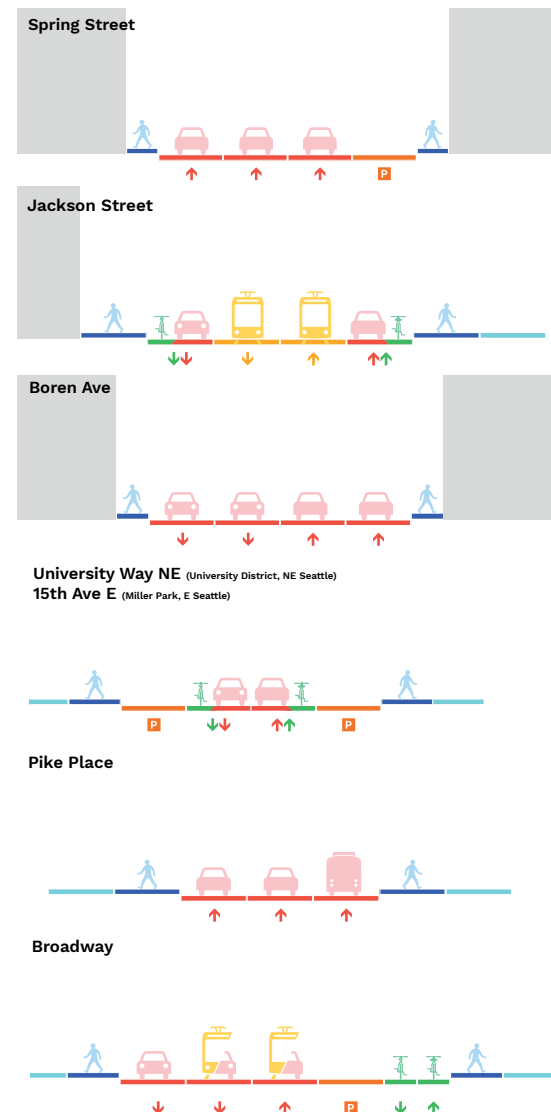 Spring Street
P
Jackson Street
Boren Ave
University Way NE (University District, NE Seattle)
15th Ave E (Miller Park, E Seattle)
P P
Pike Place
Broadway
P